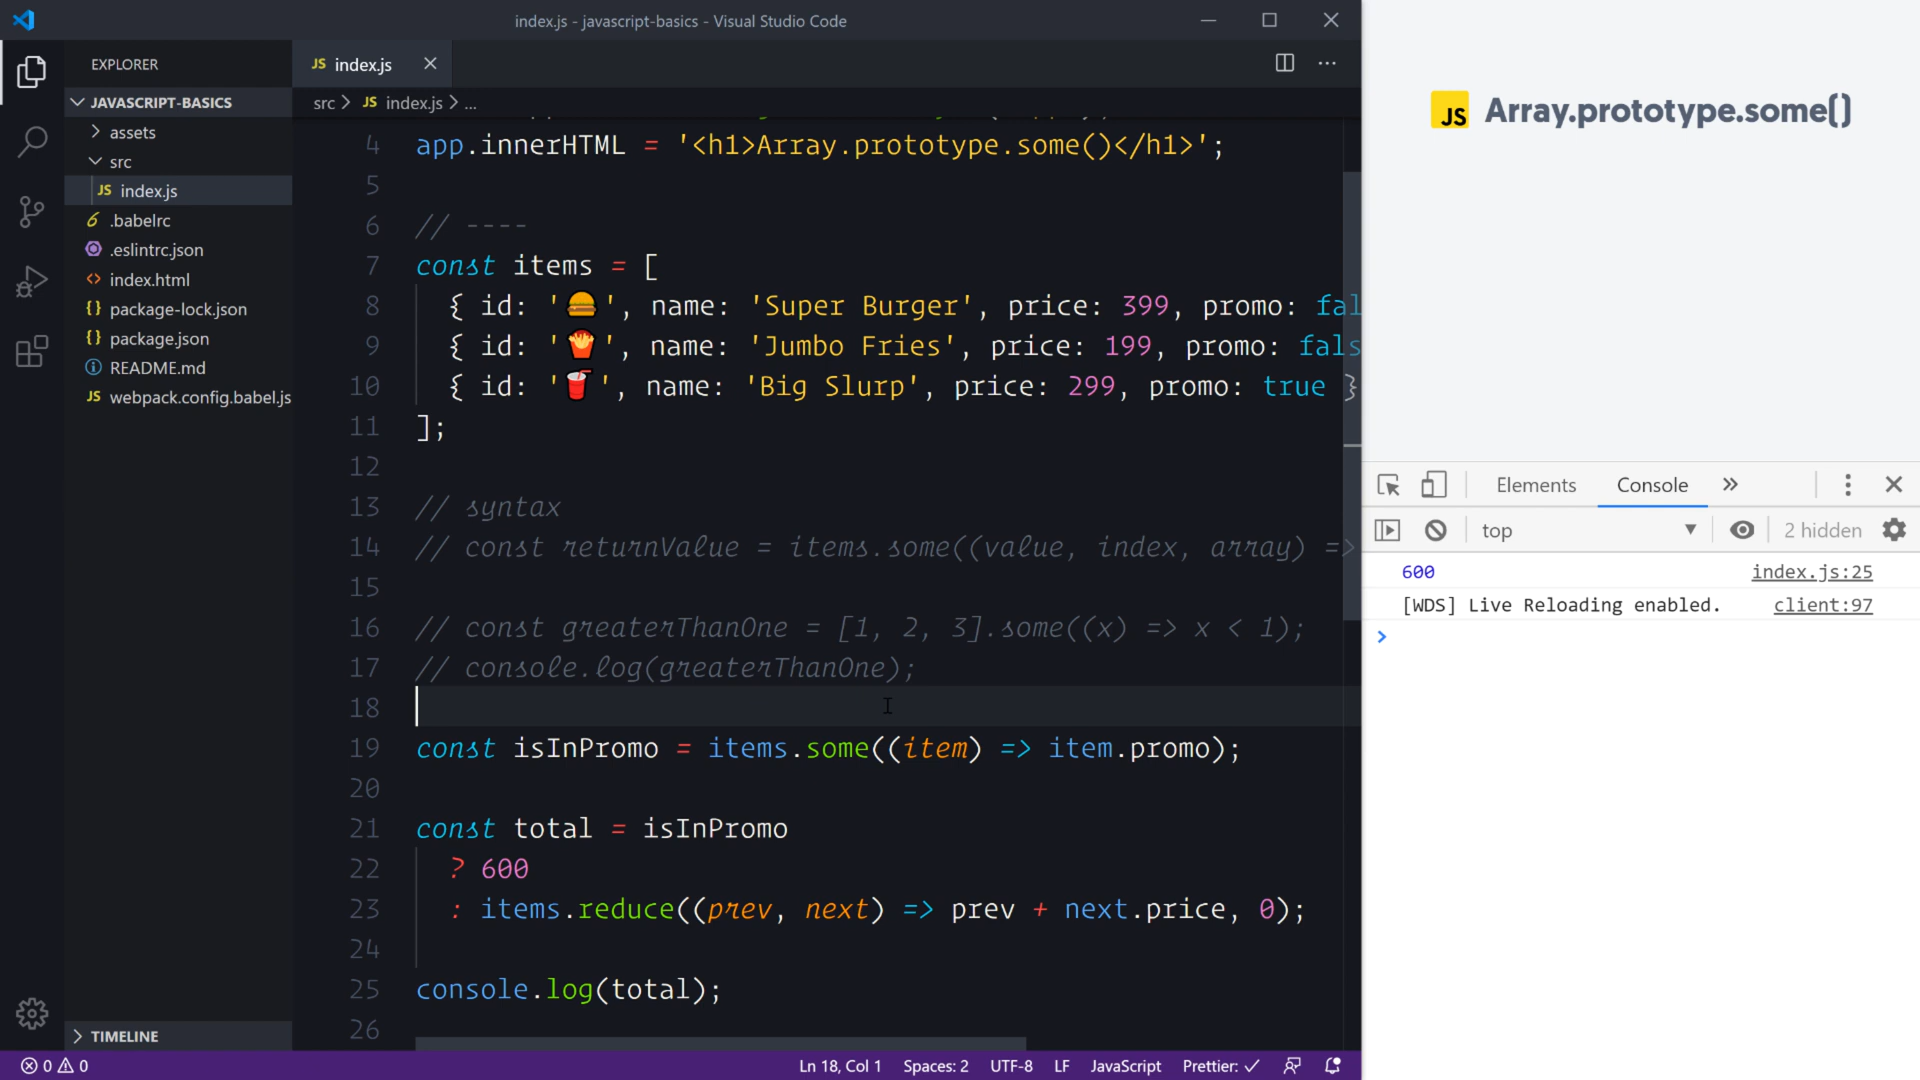 index.js - javascript-basics - Visual Studio Code
EXPLORER
JAVASCRIPT-BASICS
assets
src
JS index.js
.babelrc
.eslintrc.json
index.html
package-lock.json
package.json
README.md
JS webpack.config.babel.js
TIMELINE
JS index.js
src > JS index.js > ...
4 app.innerHTML = '<h1>Array.prototype.some()</h1>';
5
6 // ----
7 const items = [
8 { id: '🍔', name: 'Super Burger', price: 399, promo: fal
9 { id: '🍟', name: 'Jumbo Fries', price: 199, promo: fals
10 { id: '🥤', name: 'Big Slurp', price: 299, promo: true }
11 ];
12
13 // syntax
14 // const returnValue = items.some((value, index, array) =>
15
16 // const greaterThanOne = [1, 2, 3].some((x) => x < 1);
17 // console.log(greaterThanOne);
18
19 const isInPromo = items.some((item) => item.promo);
20
21 const total = isInPromo
22 ? 600
23 : items.reduce((prev, next) => prev + next.price, 0);
24
25 console.log(total);
26
0 0
Ln 18, Col 1 Spaces: 2 UTF-8 LF JavaScript Prettier: ✓
JS Array.prototype.some()
Elements Console »
top 2 hidden
600 index.js:25
[WDS] Live Reloading enabled. client:97
>